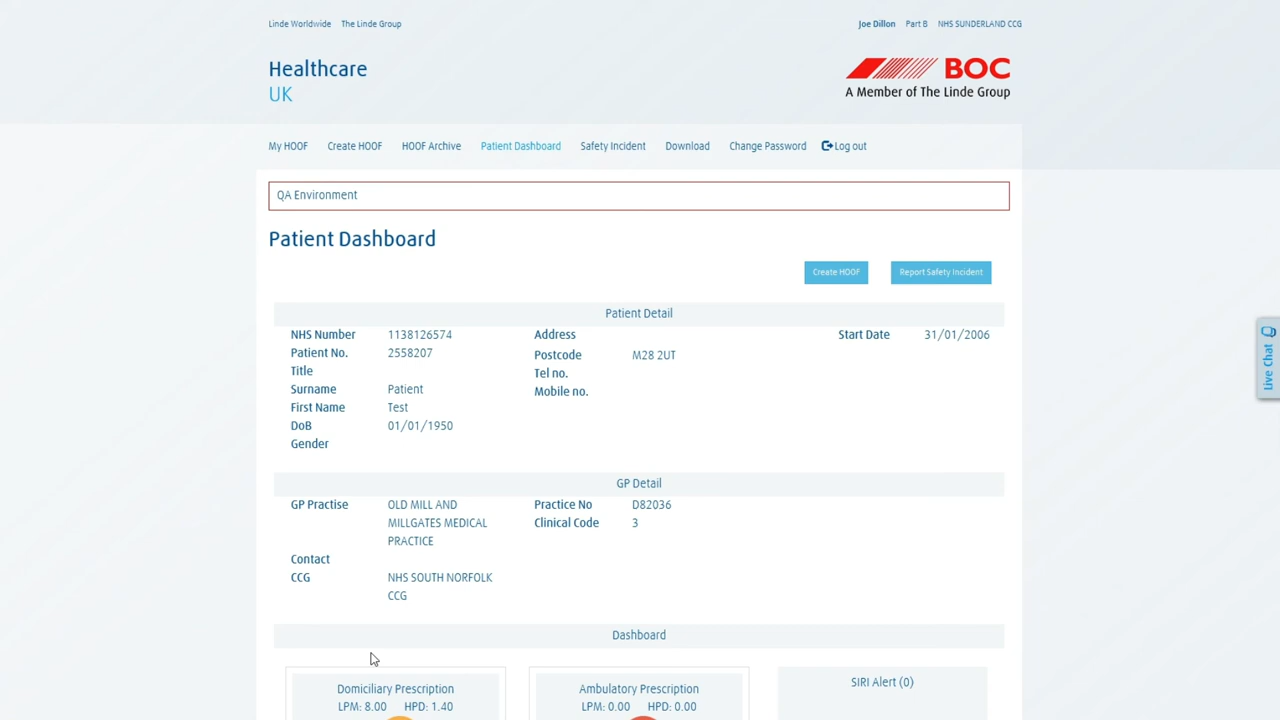 Linde Worldwide The Linde Group
Joe Dillon Part B NHS SUNDERLAND CCG
Healthcare
UK
BOC
A Member of The Linde Group
My HOOF Create HOOF HOOF Archive Patient Dashboard Safety Incident Download Change Password Log out
QA Environment
Patient Dashboard
Create HOOF Report Safety Incident
Patient Detail
NHS Number 1138126574 Address Start Date 31/01/2006
Patient No. 2558207 Postcode M28 2UT
Title Tel no.
Surname Patient Mobile no.
First Name Test
DoB 01/01/1950
Gender
Live Chat
GP Detail
GP Practise OLD MILL AND Practice No D82036
MILLGATES MEDICAL Clinical Code 3
PRACTICE
Contact
CCG NHS SOUTH NORFOLK
CCG
Dashboard
Domiciliary Prescription Ambulatory Prescription SIRI Alert (0)
LPM: 8.00 HPD: 1.40 LPM: 0.00 HPD: 0.00